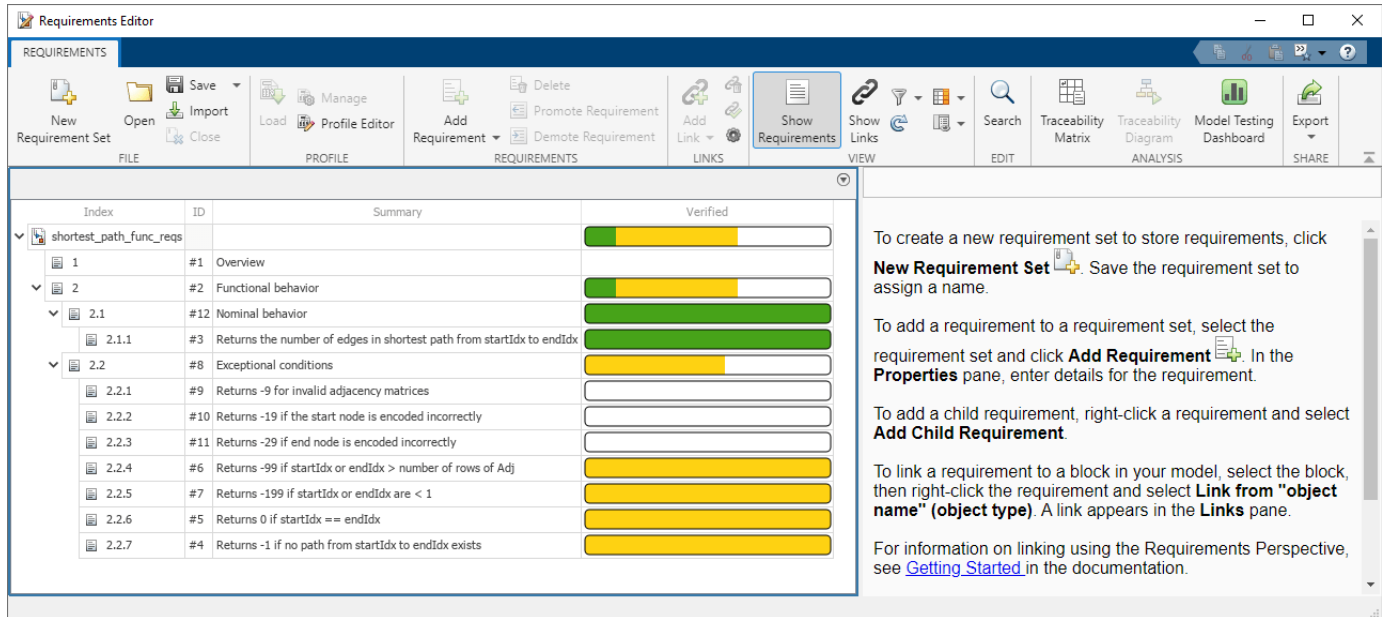 Requirements Editor
REQUIREMENTS
New Requirement Set
Open
Save
Import
Close
FILE
Load
Manage
Profile Editor
PROFILE
Add Requirement
Delete
Promote Requirement
Demote Requirement
REQUIREMENTS
Add Link
LINKS
Show Requirements
Show Links
VIEW
Search
EDIT
Traceability Matrix
Traceability Diagram
Model Testing Dashboard
ANALYSIS
Export
SHARE
Index ID Summary Verified
shortest_path_func_reqs
1 #1 Overview
2 #2 Functional behavior
2.1 #12 Nominal behavior
2.1.1 #3 Returns the number of edges in shortest path from startIdx to endIdx
2.2 #8 Exceptional conditions
2.2.1 #9 Returns -9 for invalid adjacency matrices
2.2.2 #10 Returns -19 if the start node is encoded incorrectly
2.2.3 #11 Returns -29 if end node is encoded incorrectly
2.2.4 #6 Returns -99 if startIdx or endIdx > number of rows of Adj
2.2.5 #7 Returns -199 if startIdx or endIdx are < 1
2.2.6 #5 Returns 0 if startIdx == endIdx
2.2.7 #4 Returns -1 if no path from startIdx to endIdx exists
To create a new requirement set to store requirements, click
New Requirement Set . Save the requirement set to
assign a name.
To add a requirement to a requirement set, select the
requirement set and click Add Requirement . In the
Properties pane, enter details for the requirement.
To add a child requirement, right-click a requirement and select
Add Child Requirement.
To link a requirement to a block in your model, select the block,
then right-click the requirement and select Link from "object
name" (object type). A link appears in the Links pane.
For information on linking using the Requirements Perspective,
see Getting Started in the documentation.